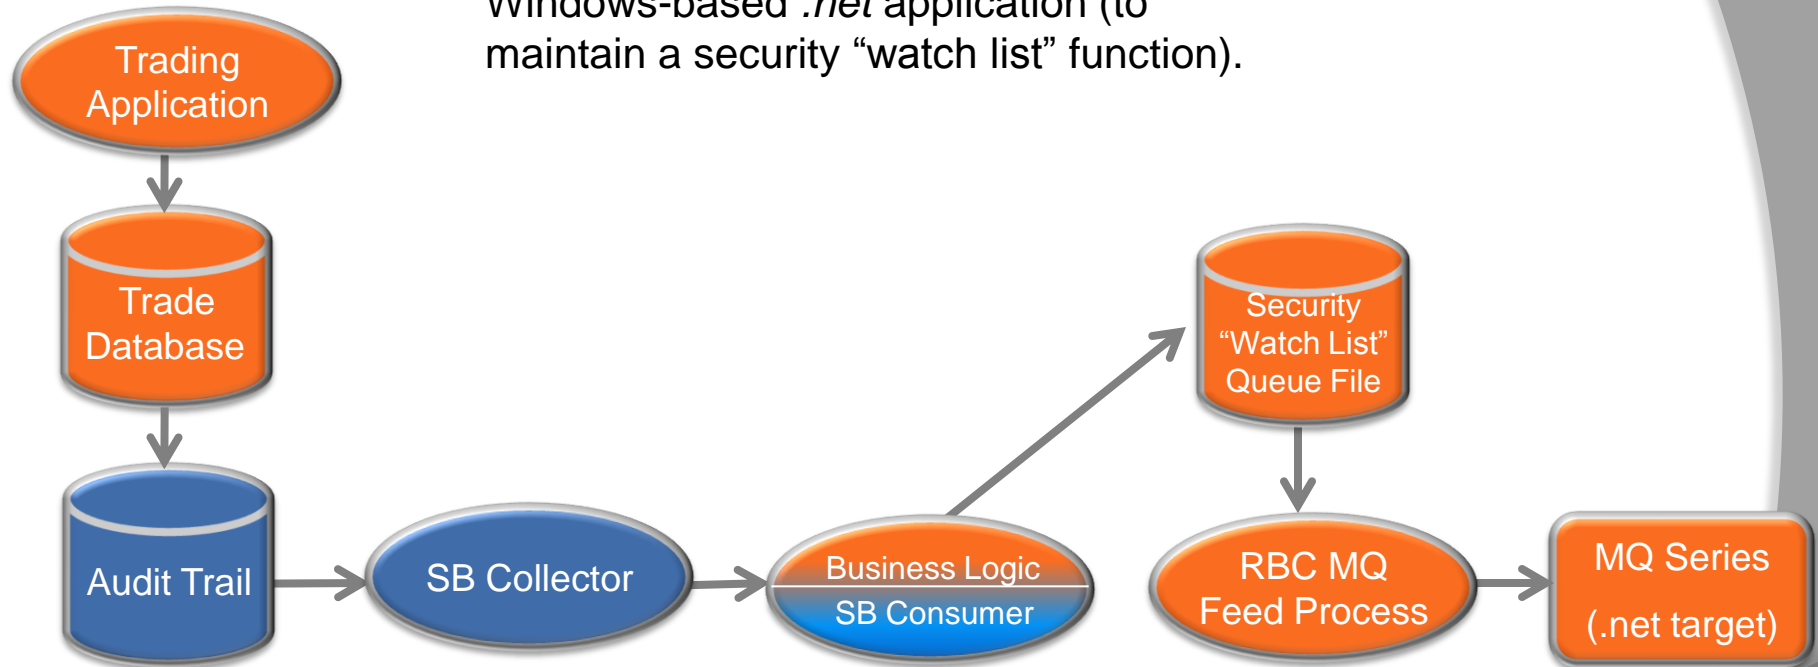 Windows-based .net application (to
maintain a security “watch list” function).
Trading
Application
Trade
Database
Audit Trail
SB Collector
Business Logic
SB Consumer
Security
“Watch List”
Queue File
RBC MQ
Feed Process
MQ Series
(.net target)